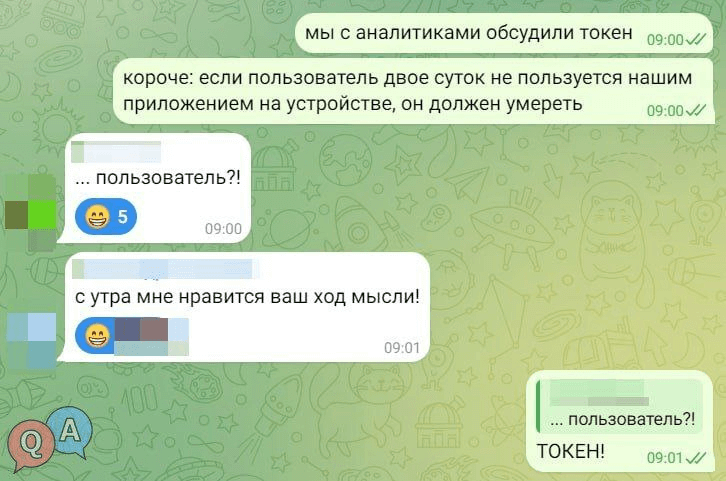 мы с аналитиками обсудили токен
09:00
короче: если пользователь двое суток не пользуется нашим
приложением на устройстве, он должен умереть
09:00
... пользователь?!
5
09:00
с утра мне нравится ваш ход мысли!
09:01
... пользователь?!
ТОКЕН!
09:01
Q A